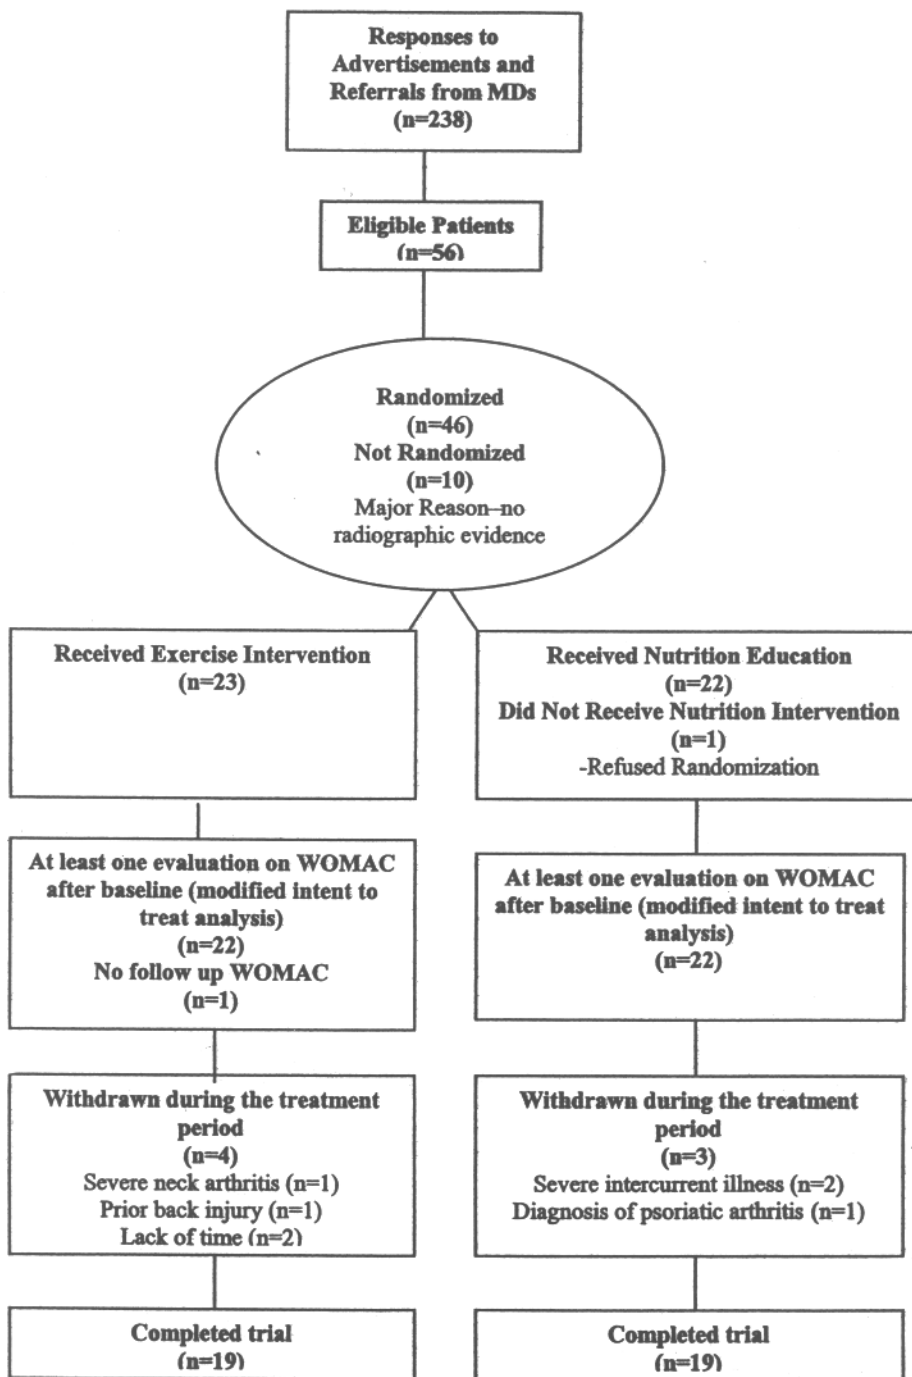 Responses to
Advertisements and
Referrals from MDs
(n=238)
Eligible Patients
(n=56)
Randomized
(n=46)
Not Randomized
(n=10)
Major Reason–no
radiographic evidence
Received Exercise Intervention
(n=23)
Received Nutrition Education
(n=22)
Did Not Receive Nutrition Intervention
(n=1)
-Refused Randomization
At least one evaluation on WOMAC
after baseline (modified intent to
treat analysis)
(n=22)
No follow up WOMAC
(n=1)
At least one evaluation on WOMAC
after baseline (modified intent to treat
analysis)
(n=22)
Withdrawn during the treatment
period
(n=4)
Severe neck arthritis (n=1)
Prior back injury (n=1)
Lack of time (n=2)
Withdrawn during the treatment
period
(n=3)
Severe intercurrent illness (n=2)
Diagnosis of psoriatic arthritis (n=1)
Completed trial
(n=19)
Completed trial
(n=19)